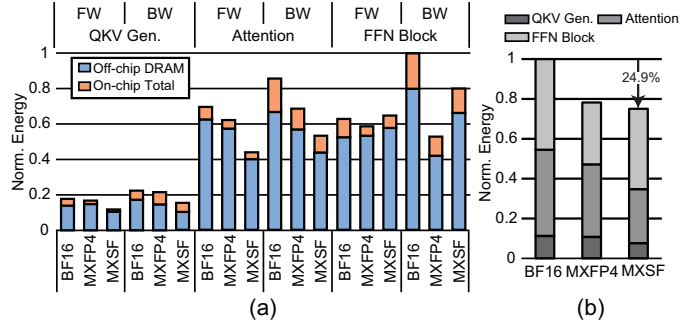 FW BW FW BW FW BW
QKV Gen. Attention FFN Block
Norm. Energy
1
0.8
0.6
0.4
0.2
0
Off-chip DRAM
On-chip Total
BF16 MXFP4 MXSF BF16 MXFP4 MXSF BF16 MXFP4 MXSF BF16 MXFP4 MXSF BF16 MXFP4 MXSF BF16 MXFP4 MXSF
(a)
QKV Gen. Attention
FFN Block
Norm. Energy
1
0.8
0.6
0.4
0.2
0
24.9%
BF16 MXFP4 MXSF
(b)